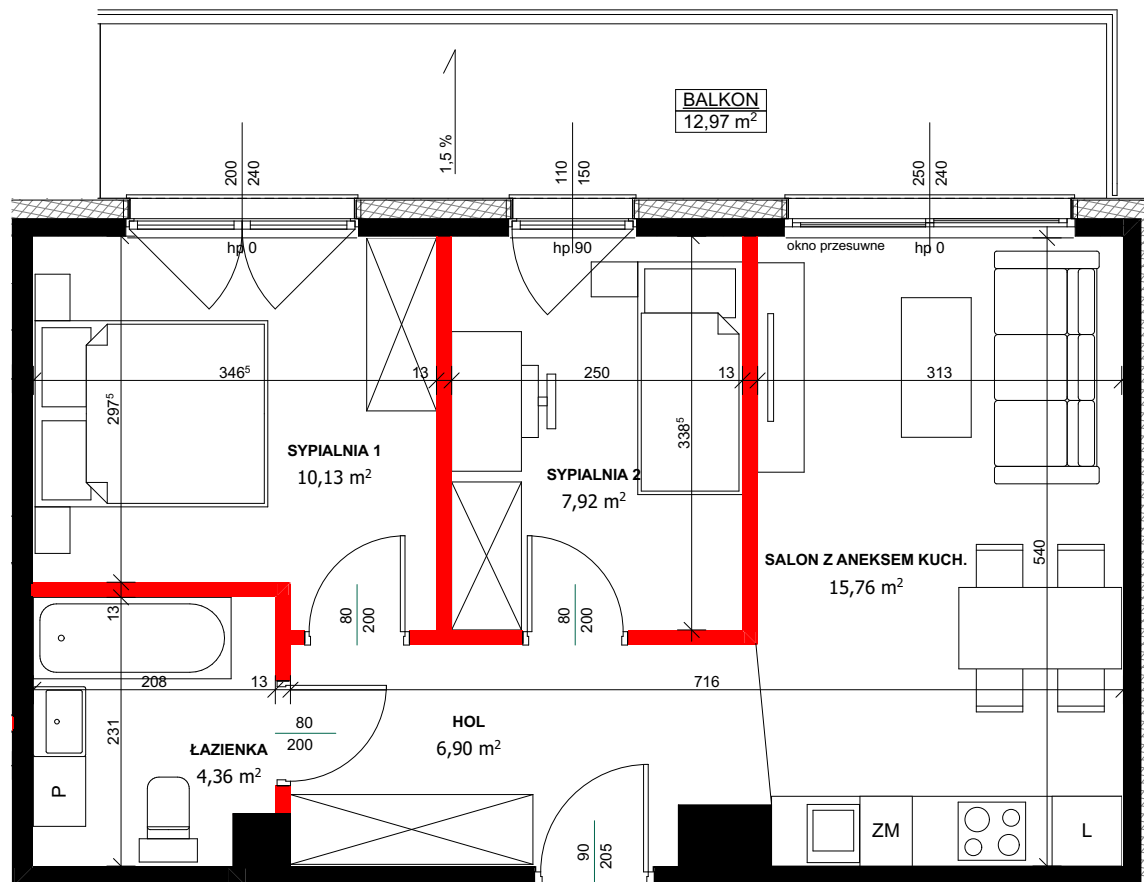 BALKON
12,97 m²
1,5 %
200
240
110
150
250
240
hp 0
hp 90
okno przesuwne
hp 0
346⁵
13
250
13
313
297⁵
338⁵
540
SYPIALNIA 1
10,13 m²
SYPIALNIA 2
7,92 m²
SALON Z ANEKSEM KUCH.
15,76 m²
80
200
80
200
13
208
13
716
231
80
200
HOL
6,90 m²
ŁAZIENKA
4,36 m²
P
90
205
ZM
L